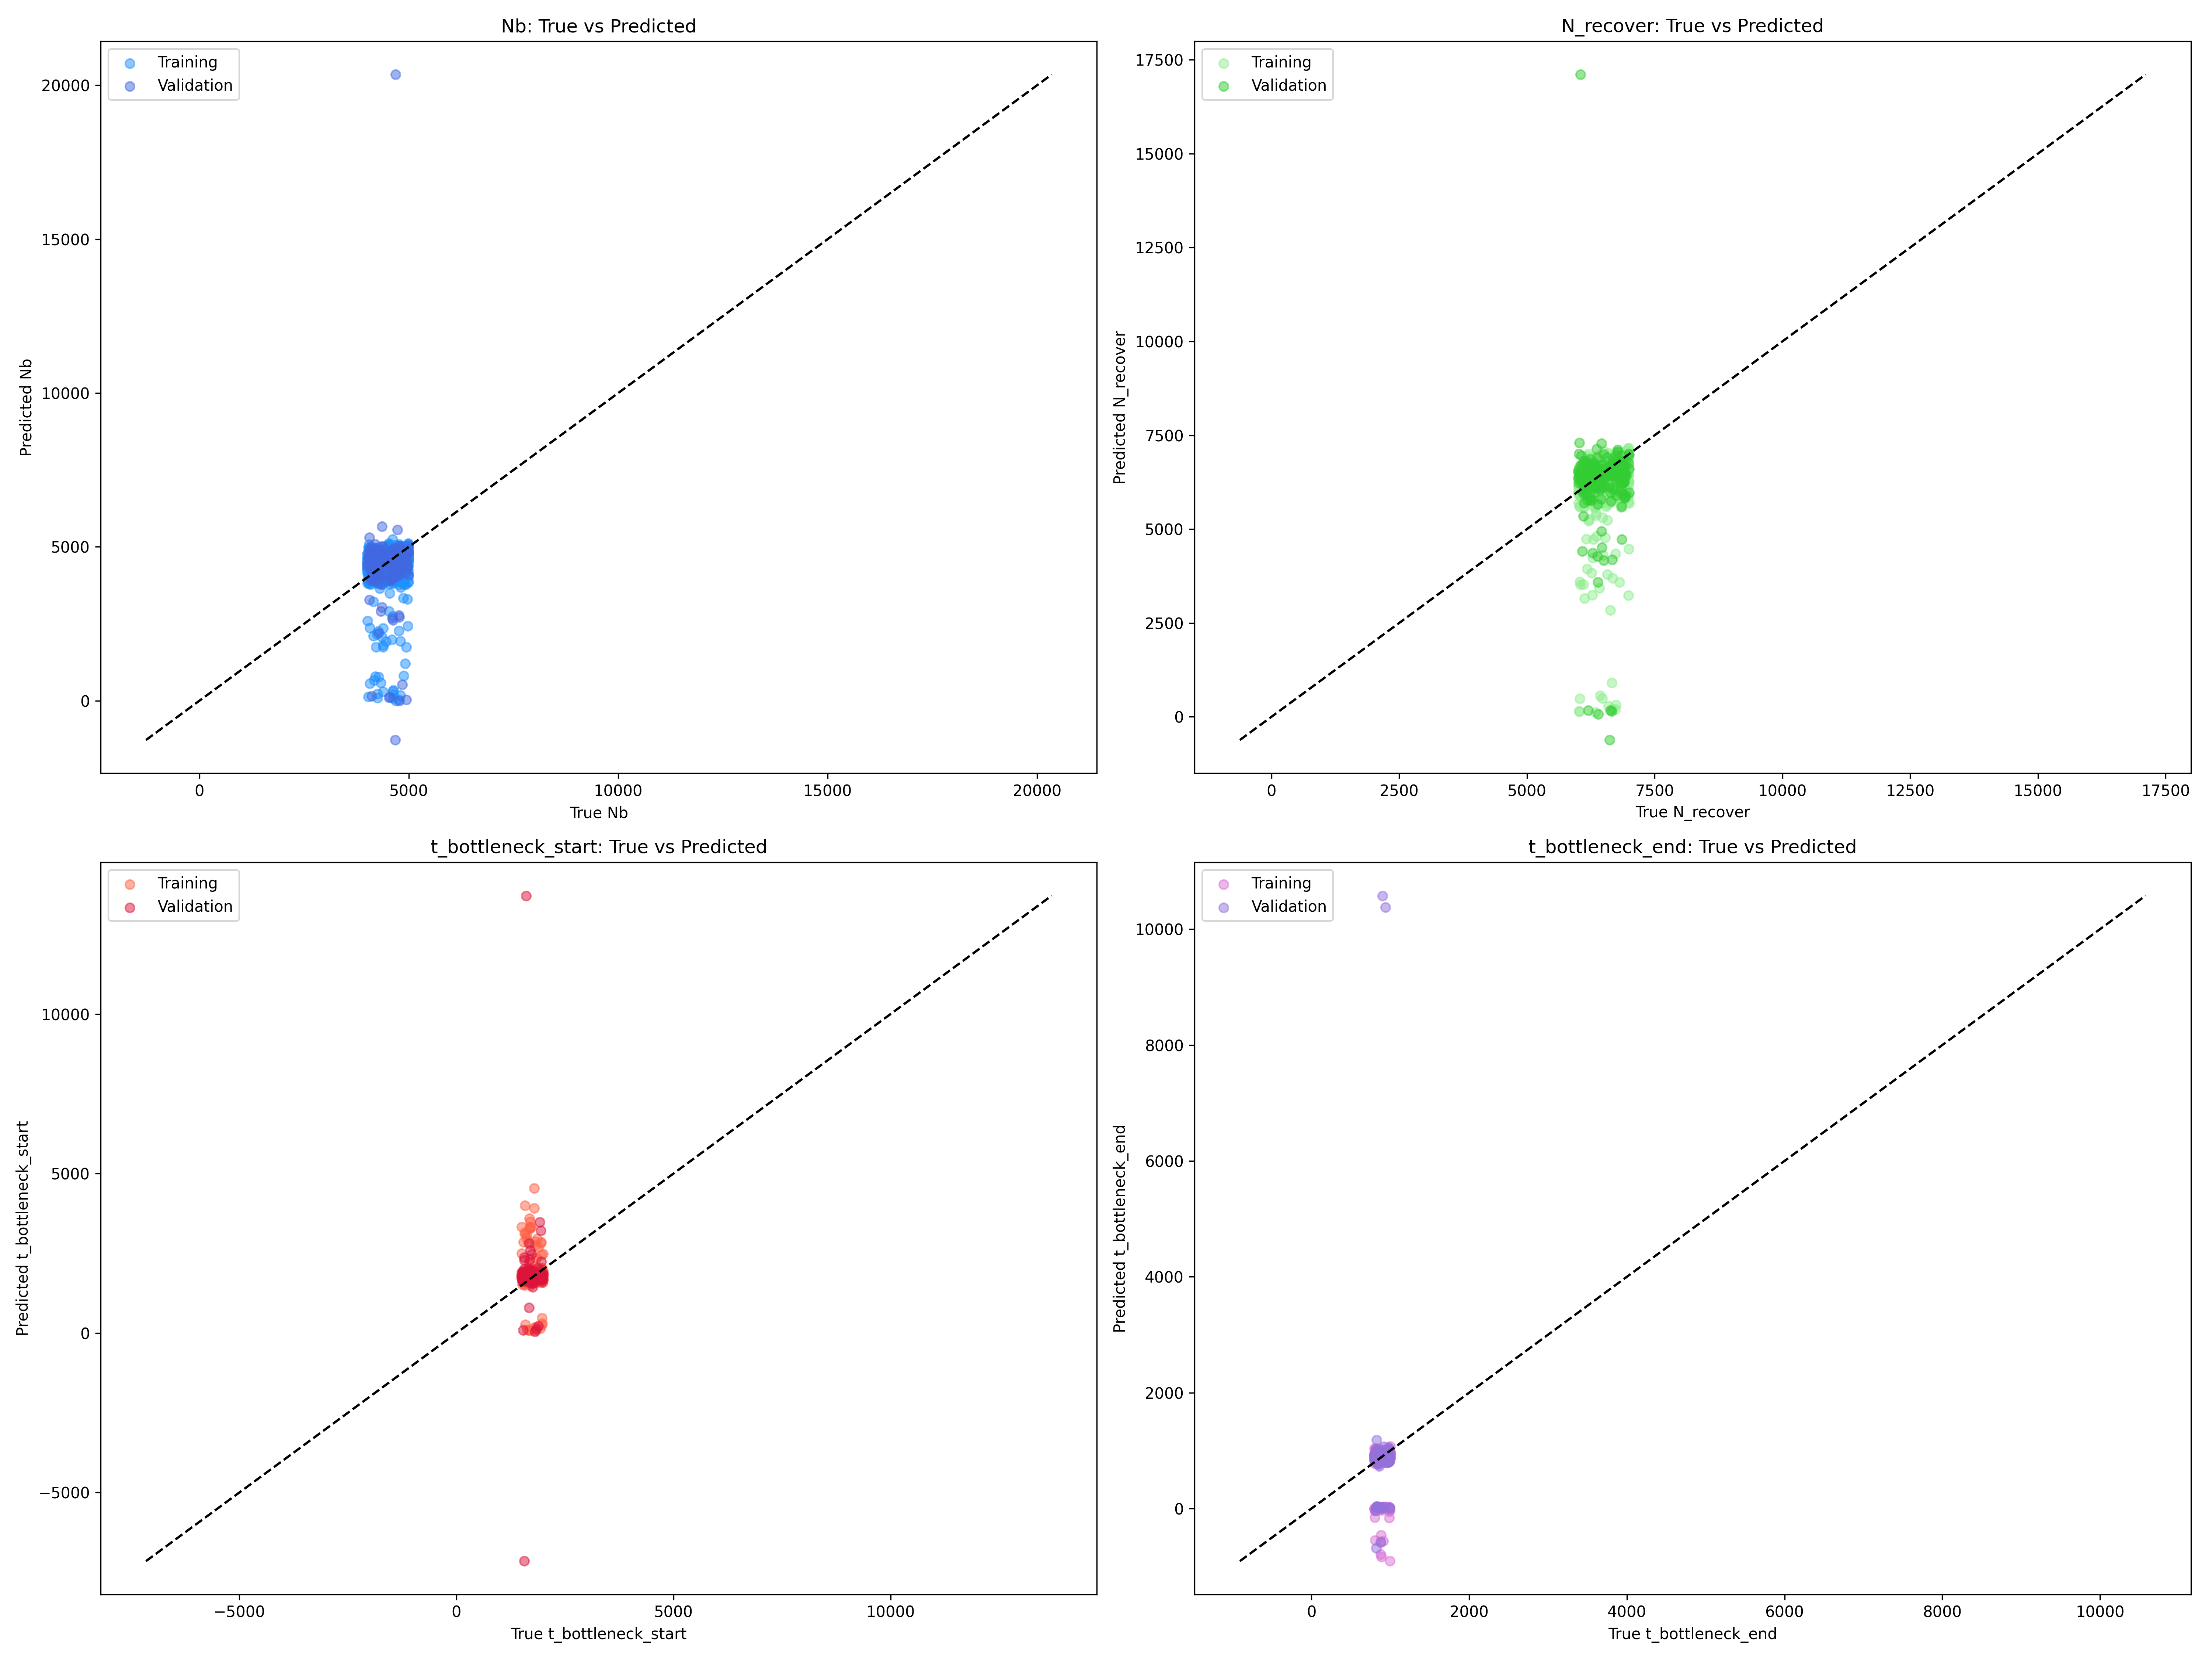 Nb: True vs Predicted
Training
Validation
20000
15000
10000
5000
0
Predicted Nb
0 5000 10000 15000 20000
True Nb
N_recover: True vs Predicted
Training
Validation
17500
15000
12500
10000
7500
5000
2500
0
Predicted N_recover
0 2500 5000 7500 10000 12500 15000 17500
True N_recover
t_bottleneck_start: True vs Predicted
Training
Validation
10000
5000
0
−5000
Predicted t_bottleneck_start
−5000 0 5000 10000
True t_bottleneck_start
t_bottleneck_end: True vs Predicted
Training
Validation
10000
8000
6000
4000
2000
0
Predicted t_bottleneck_end
0 2000 4000 6000 8000 10000
True t_bottleneck_end